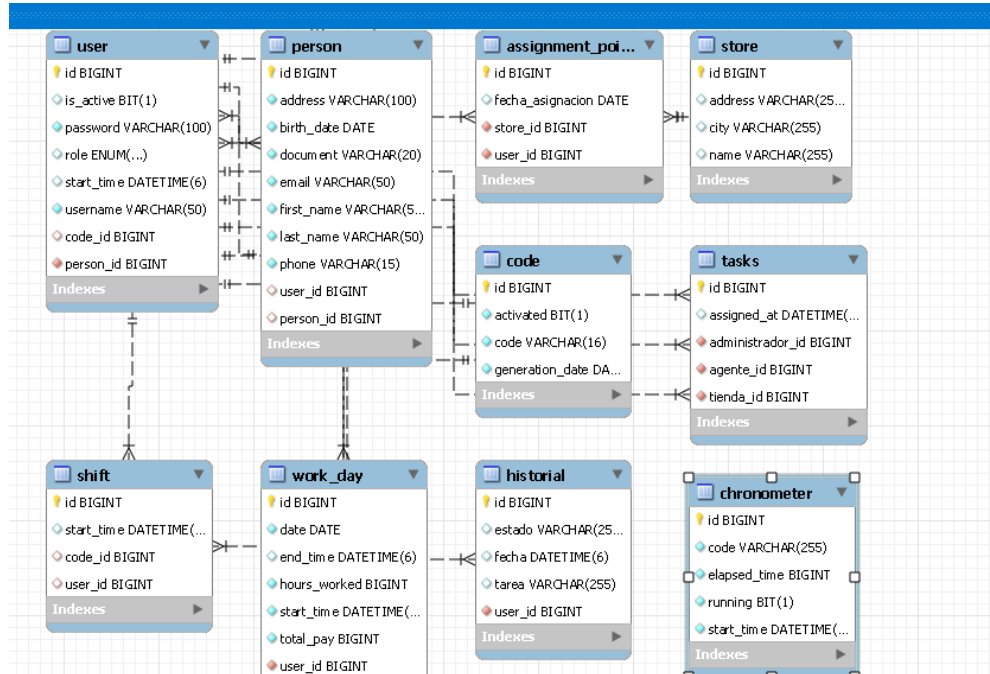 user
id BIGINT
is_active BIT(1)
password VARCHAR(100)
role ENUM(...)
start_time DATETIME(6)
username VARCHAR(50)
code_id BIGINT
person_id BIGINT
Indexes
person
id BIGINT
address VARCHAR(100)
birth_date DATE
document VARCHAR(20)
email VARCHAR(50)
first_name VARCHAR(5...
last_name VARCHAR(50)
phone VARCHAR(15)
user_id BIGINT
person_id BIGINT
Indexes
assignment_poi...
id BIGINT
fecha_asignacion DATE
store_id BIGINT
user_id BIGINT
Indexes
store
id BIGINT
address VARCHAR(25...
city VARCHAR(255)
name VARCHAR(255)
Indexes
code
id BIGINT
activated BIT(1)
code VARCHAR(16)
generation_date DA...
Indexes
tasks
id BIGINT
assigned_at DATETIME(...
administrador_id BIGINT
agente_id BIGINT
tienda_id BIGINT
Indexes
shift
id BIGINT
start_time DATETIME(...
code_id BIGINT
user_id BIGINT
Indexes
work_day
id BIGINT
date DATE
end_time DATETIME(6)
hours_worked BIGINT
start_time DATETIME(...
total_pay BIGINT
user_id BIGINT
historial
id BIGINT
estado VARCHAR(25...
fecha DATETIME(6)
tarea VARCHAR(255)
user_id BIGINT
Indexes
chronometer
id BIGINT
code VARCHAR(255)
elapsed_time BIGINT
running BIT(1)
start_time DATETIME(...
Indexes